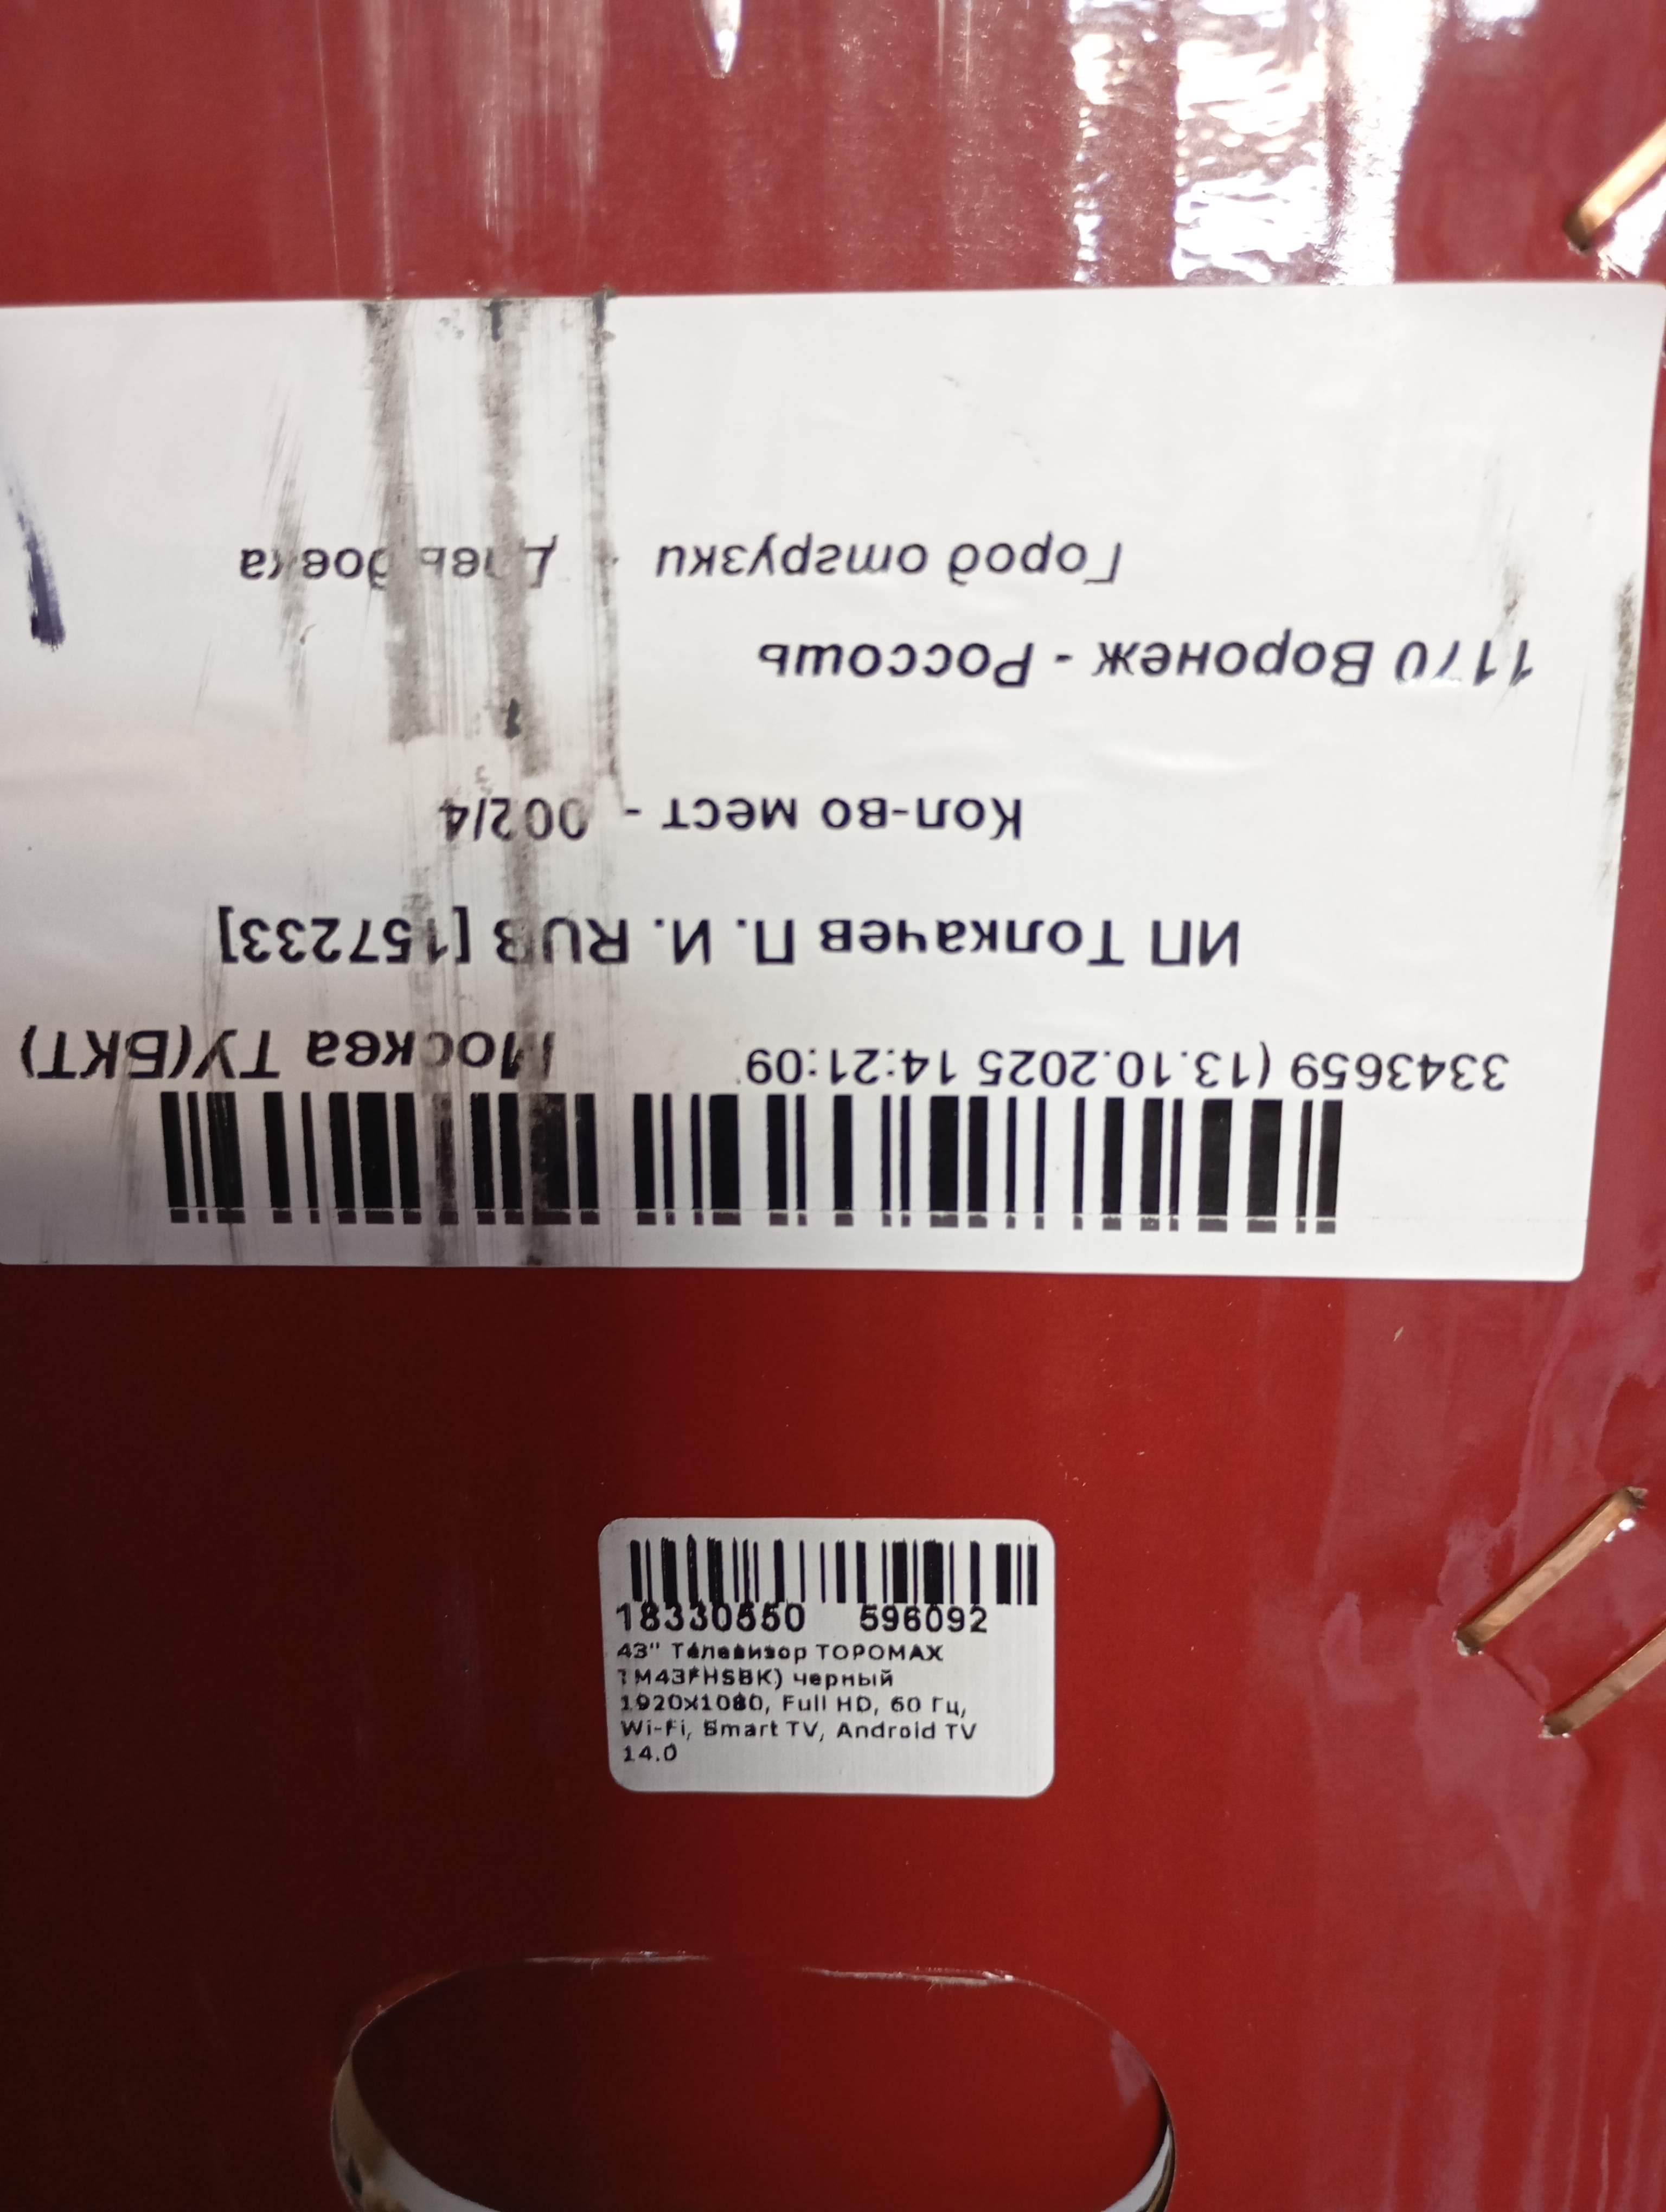 3343659 (13.10.2025 14:21:09 Москва ТУ(БКТ)
ИП Толкачев П. И. RUB [157233]
Кол-во мест - 002/4
1170 Воронеж - Россошь
Город отгрузки -
18330550 596092
43" Телевизор TOPOMAX
TM43FHSBK) черный
1920x1080, Full HD, 60 Гц,
Wi-Fi, Smart TV, Android TV
14.0